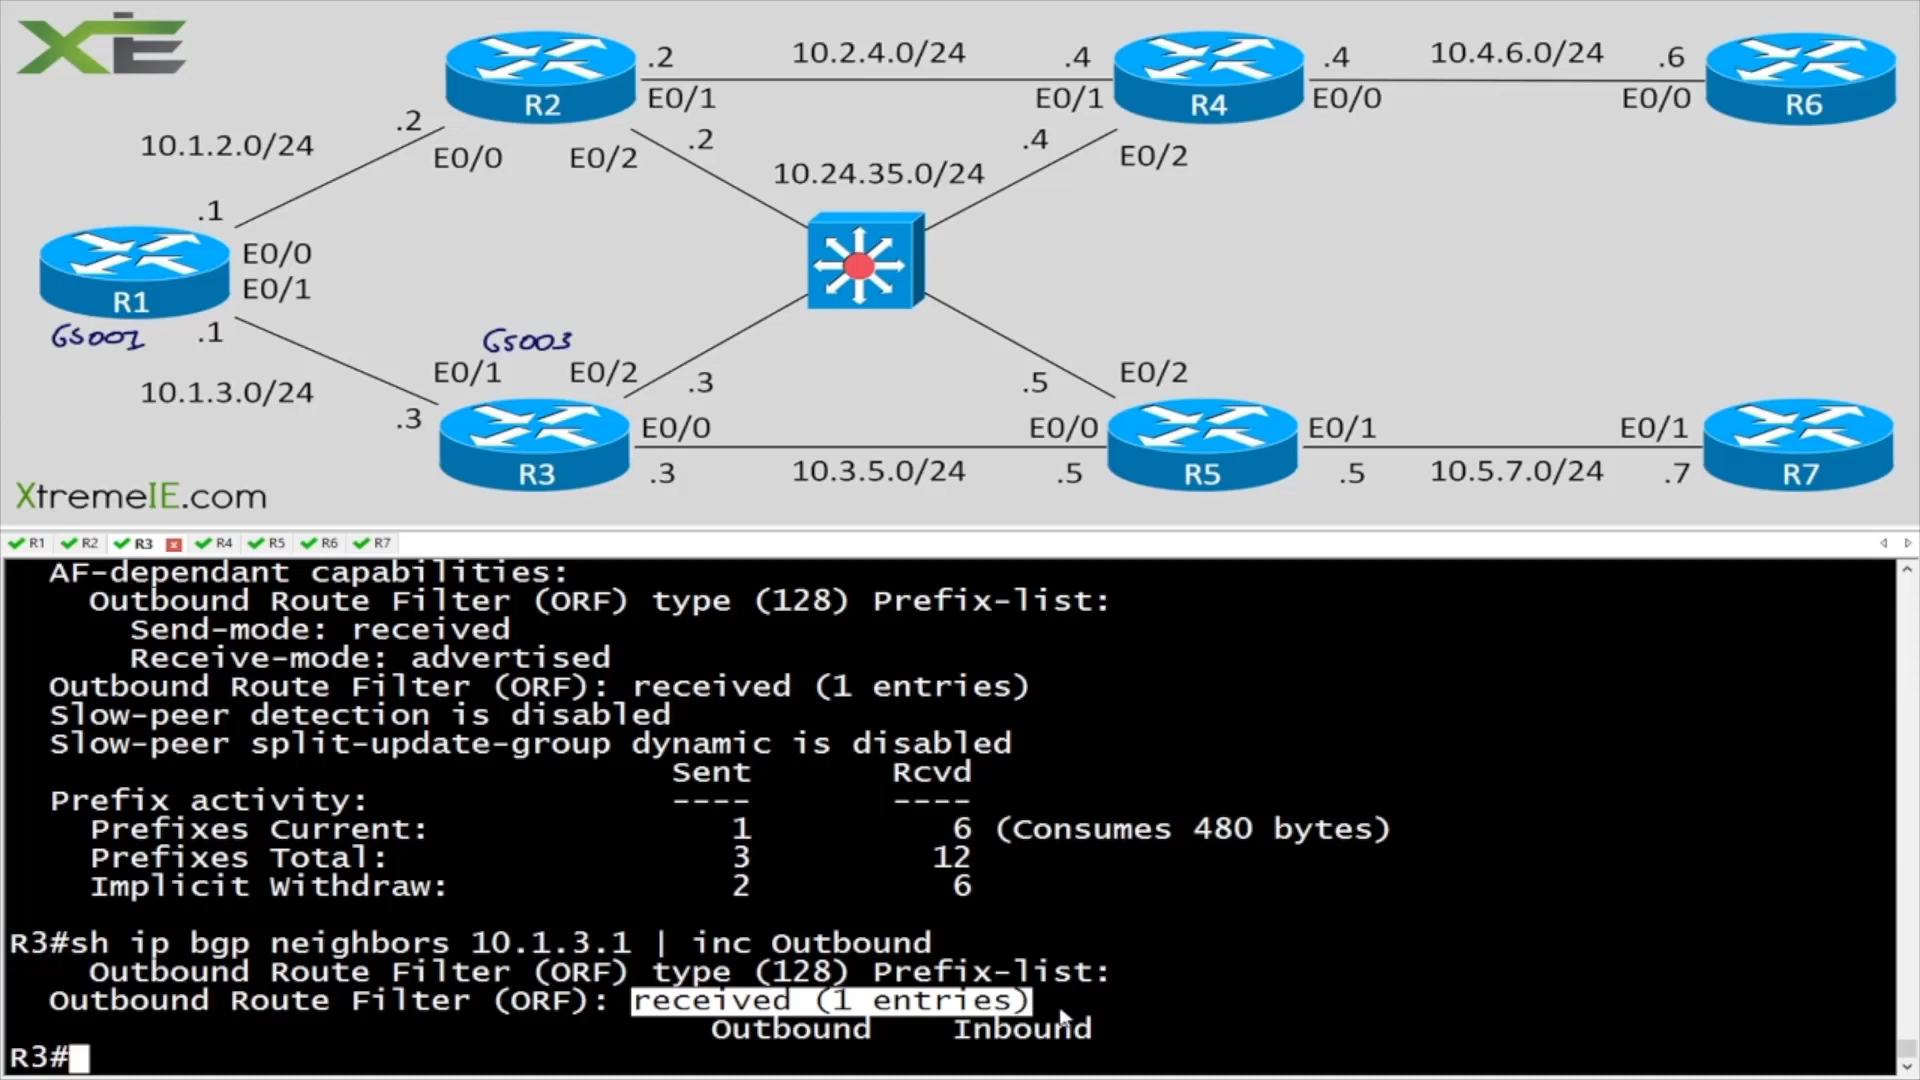 XIE
R2
.2
10.2.4.0/24
.4
R4
.4
10.4.6.0/24
.6
R6
E0/1
E0/1
E0/0
E0/0
10.1.2.0/24
.2
E0/0
E0/2
.2
10.24.35.0/24
.4
E0/2
.1
E0/0
E0/1
R1
65001
.1
65003
10.1.3.0/24
E0/1
E0/2
.3
.5
E0/2
.3
R3
E0/0
.3
10.3.5.0/24
E0/0
.5
R5
E0/1
.5
10.5.7.0/24
E0/1
.7
R7
XtremeIE.com
R1 R2 R3 R4 R5 R6 R7
AF-dependant capabilities:
Outbound Route Filter (ORF) type (128) Prefix-list:
Send-mode: received
Receive-mode: advertised
Outbound Route Filter (ORF): received (1 entries)
Slow-peer detection is disabled
Slow-peer split-update-group dynamic is disabled
Sent Rcvd
Prefix activity: ---- ----
Prefixes Current: 1 6 (Consumes 480 bytes)
Prefixes Total: 3 12
Implicit Withdraw: 2 6
R3#sh ip bgp neighbors 10.1.3.1 | inc Outbound
Outbound Route Filter (ORF) type (128) Prefix-list:
Outbound Route Filter (ORF): received (1 entries)
Outbound Inbound
R3#